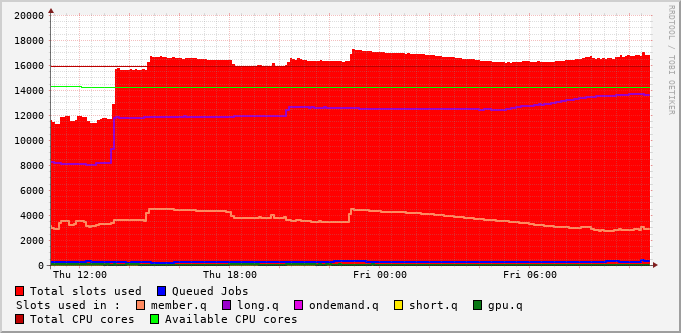 20000
18000
16000
14000
12000
10000
8000
6000
4000
2000
0
Thu 12:00 Thu 18:00 Fri 00:00 Fri 06:00
RRDTOOL / TOBI OETIKER
Total slots used Queued Jobs
Slots used in : member.q long.q ondemand.q short.q gpu.q
Total CPU cores Available CPU cores